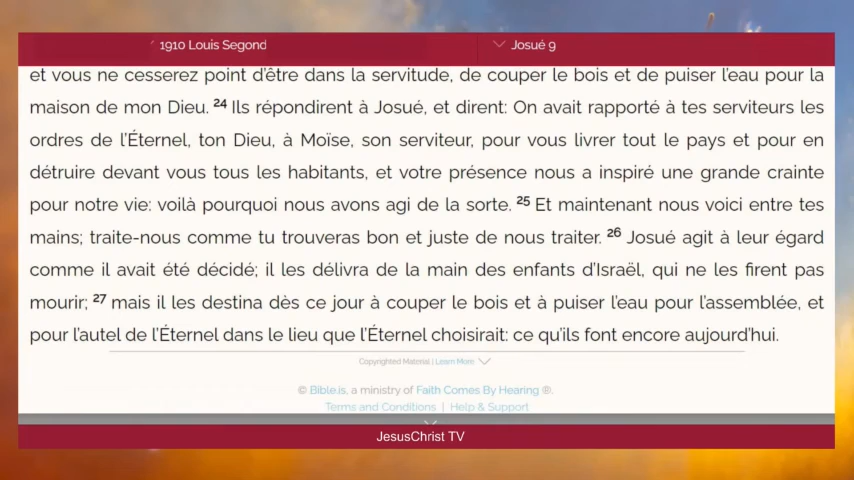 1910 Louis Segond
Josué 9
et vous ne cesserez point d'être dans la servitude, de couper le bois et de puiser l'eau pour la
maison de mon Dieu. 24 Ils répondirent à Josué, et dirent: On avait rapporté à tes serviteurs les
ordres de l'Éternel, ton Dieu, à Moïse, son serviteur, pour vous livrer tout le pays et pour en
détruire devant vous tous les habitants, et votre présence nous a inspiré une grande crainte
pour notre vie: voilà pourquoi nous avons agi de la sorte. 25 Et maintenant nous voici entre tes
mains; traite-nous comme tu trouveras bon et juste de nous traiter. 26 Josué agit à leur égard
comme il avait été décidé; il les délivra de la main des enfants d'Israël, qui ne les firent pas
mourir; 27 mais il les destina dès ce jour à couper le bois et à puiser l'eau pour l'assemblée, et
pour l'autel de l'Éternel dans le lieu que l'Éternel choisirait: ce qu'ils font encore aujourd'hui.
Copyrighted Material | Learn More
© Bible.is, a ministry of Faith Comes By Hearing ®.
Terms and Conditions | Help & Support
JesusChrist TV